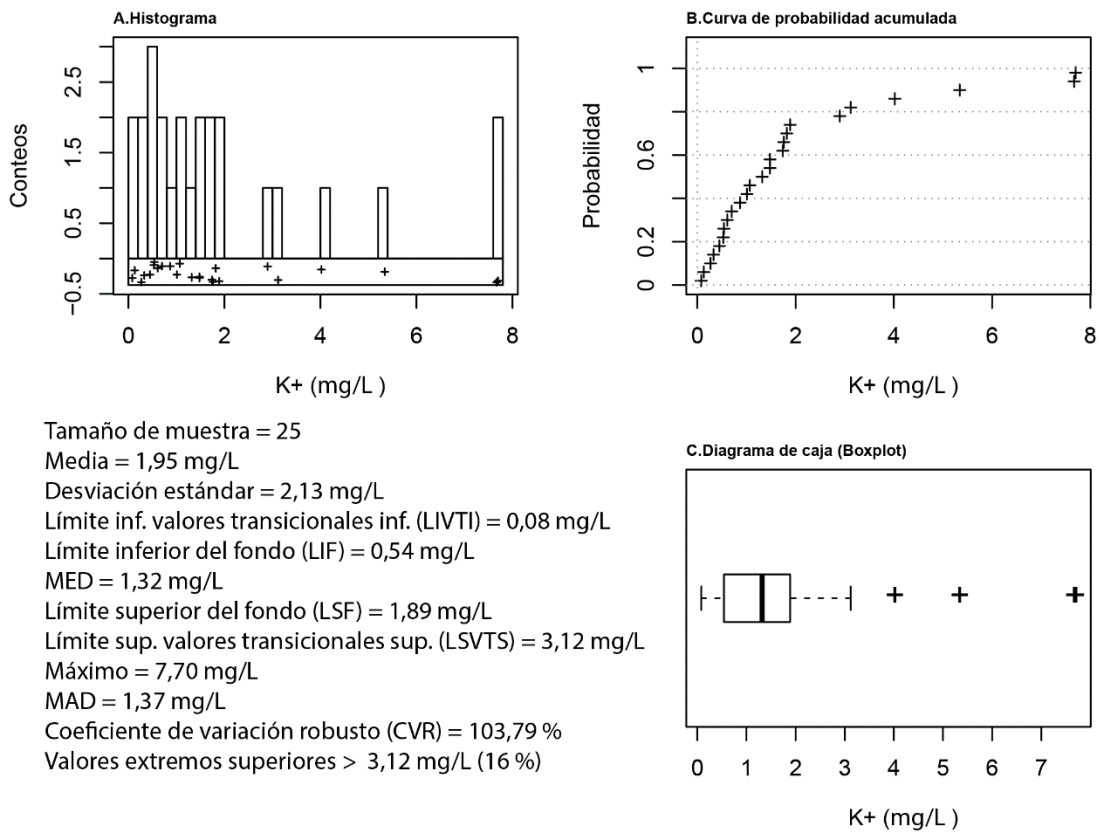 A.Histograma
Conteos
−0.5 0.5 1.5 2.5
0 2 4 6 8
K+ (mg/L )
B.Curva de probabilidad acumulada
Probabilidad
0 0.2 0.6 1
0 2 4 6 8
K+ (mg/L )
Tamaño de muestra = 25
Media = 1,95 mg/L
Desviación estándar = 2,13 mg/L
Límite inf. valores transicionales inf. (LIVTI) = 0,08 mg/L
Límite inferior del fondo (LIF) = 0,54 mg/L
MED = 1,32 mg/L
Límite superior del fondo (LSF) = 1,89 mg/L
Límite sup. valores transicionales sup. (LSVTS) = 3,12 mg/L
Máximo = 7,70 mg/L
MAD = 1,37 mg/L
Coeficiente de variación robusto (CVR) = 103,79 %
Valores extremos superiores > 3,12 mg/L (16 %)
C.Diagrama de caja (Boxplot)
0 1 2 3 4 5 6 7
K+ (mg/L )